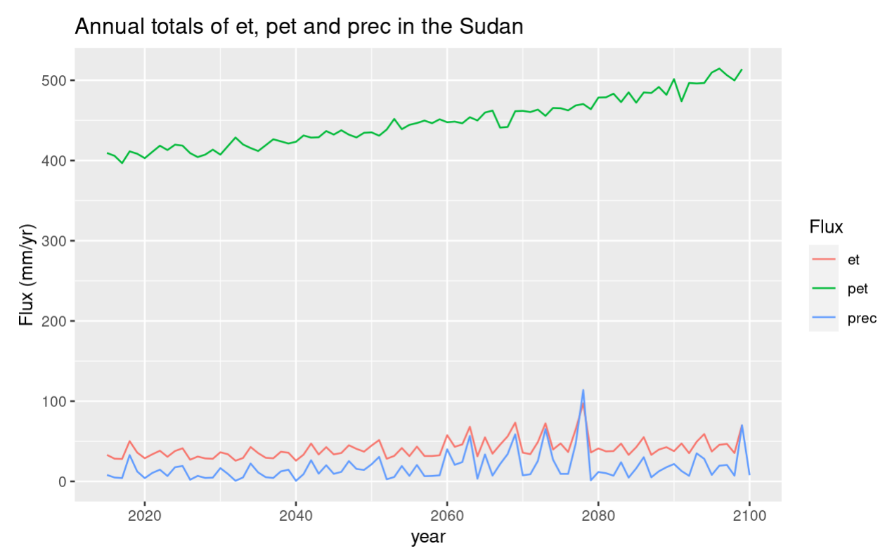 Annual totals of et, pet and prec in the Sudan
500
400
300
200
100
0
Flux (mm/yr)
2020 2040 2060 2080 2100
year
Flux
et
pet
prec